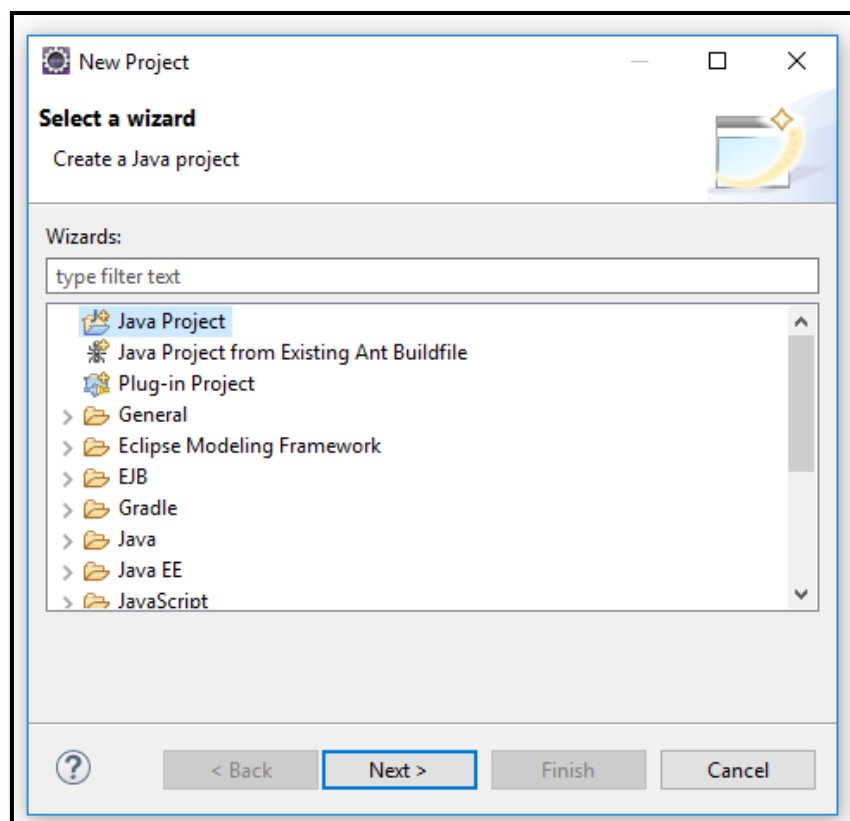 New Project
Select a wizard
Create a Java project
Wizards:
type filter text
Java Project
Java Project from Existing Ant Buildfile
Plug-in Project
General
Eclipse Modeling Framework
EJB
Gradle
Java
Java EE
JavaScript
? < Back Next > Finish Cancel